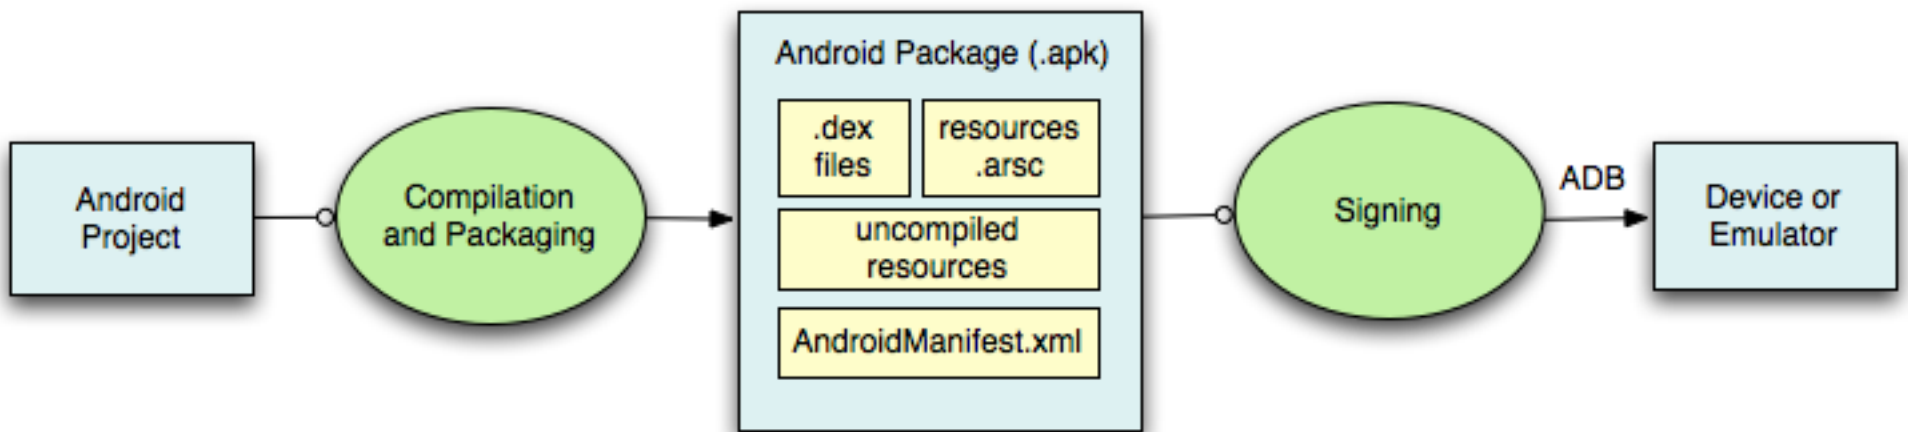 Android
Project
Compilation
and Packaging
Android Package (.apk)
.dex
files
resources
.arsc
uncompiled
resources
AndroidManifest.xml
Signing
ADB
Device or
Emulator